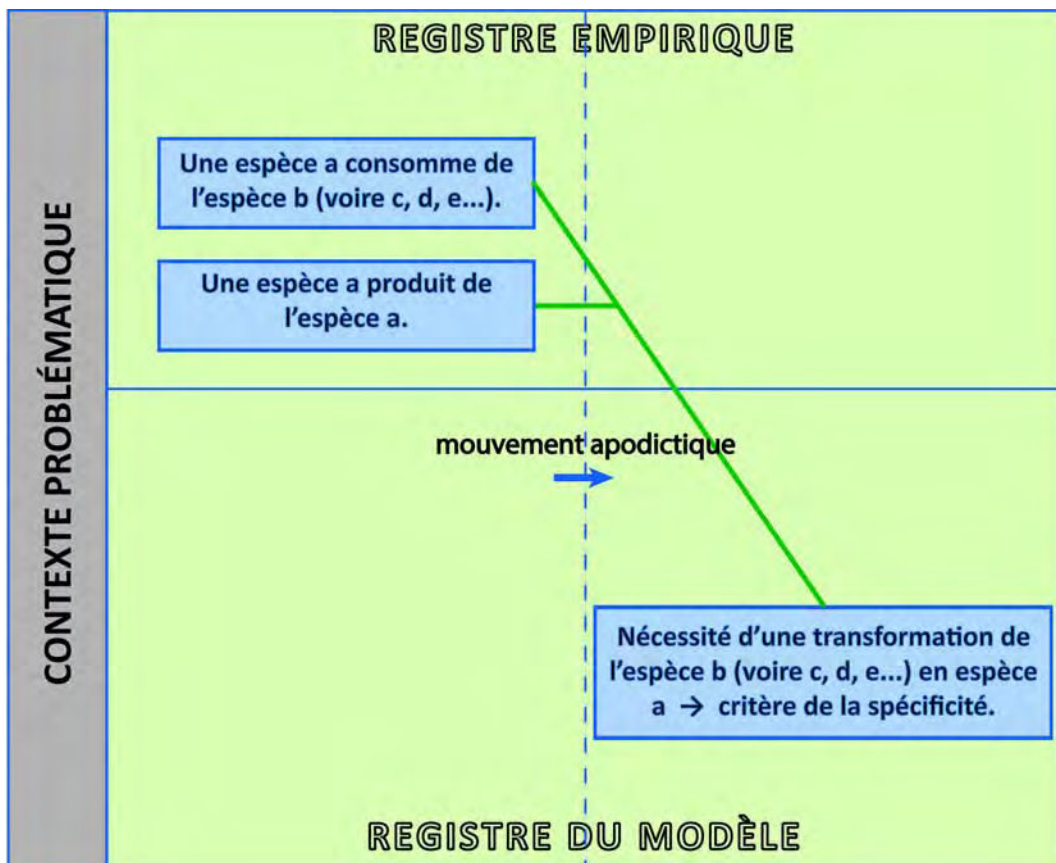 REGISTRE EMPIRIQUE
CONTEXTE PROBLÉMATIQUE
Une espèce a consomme de
l'espèce b (voire c, d, e...).
Une espèce a produit de
l'espèce a.
mouvement apodictique
Nécessité d'une transformation de
l'espèce b (voire c, d, e...) en espèce
a → critère de la spécificité.
REGISTRE DU MODÈLE